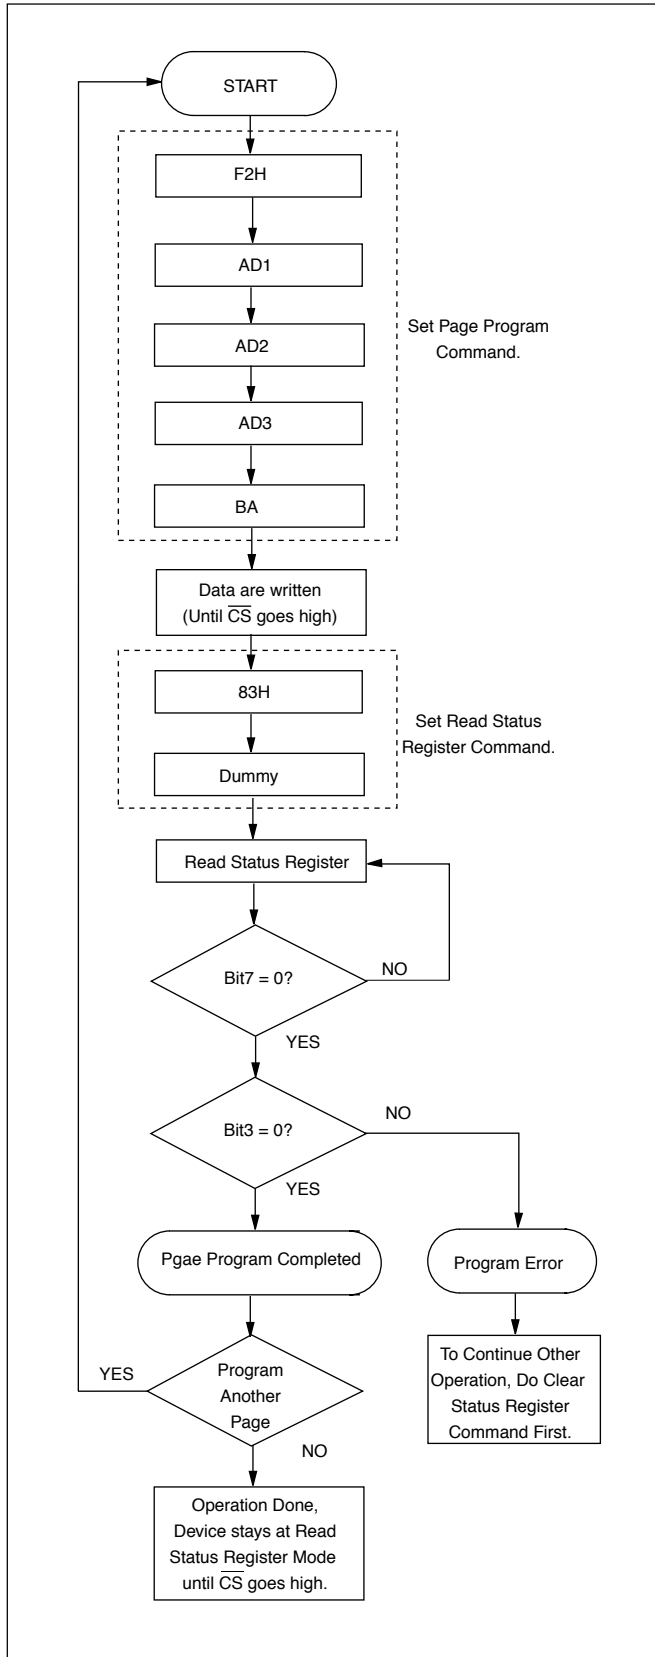 START
F2H
AD1
AD2
AD3
BA
Set Page Program
Command.
Data are written
(Until C̅S̅ goes high)
83H
Dummy
Set Read Status
Register Command.
Read Status Register
Bit7 = 0?
NO
YES
Bit3 = 0?
NO
YES
Pgae Program Completed
Program Error
YES
Program
Another
Page
NO
To Continue Other
Operation, Do Clear
Status Register
Command First.
Operation Done,
Device stays at Read
Status Register Mode
until C̅S̅ goes high.